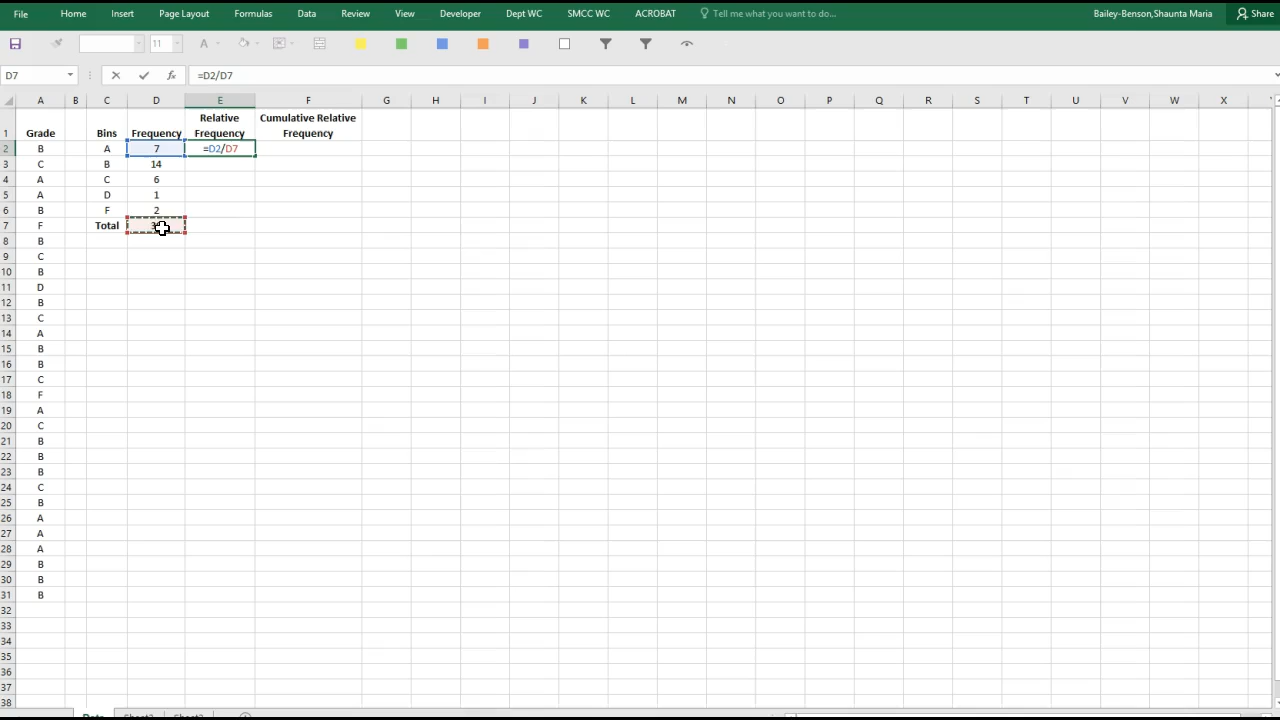 File Home Insert Page Layout Formulas Data Review View Developer Dept WC SMCC WC ACROBAT Tell me what you want to do... Bailey-Benson,Shaunta Maria Share
11 A
D7 fx =D2/D7
A B C D E F G H I J K L M N O P Q R S T U V W X
Relative Cumulative Relative
1 Grade Bins Frequency Frequency Frequency
2 B A 7 =D2/D7
3 C B 14
4 A C 6
5 A D 1
6 B F 2
7 F Total
8 B
9 C
10 B
11 D
12 B
13 C
14 A
15 B
16 B
17 C
18 F
19 A
20 C
21 B
22 B
23 B
24 C
25 B
26 A
27 A
28 A
29 B
30 B
31 B
32
33
34
35
36
37
38